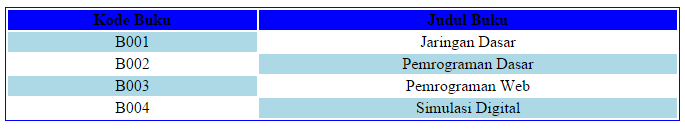 Kode Buku Judul Buku
B001 Jaringan Dasar
B002 Pemrograman Dasar
B003 Pemrograman Web
B004 Simulasi Digital